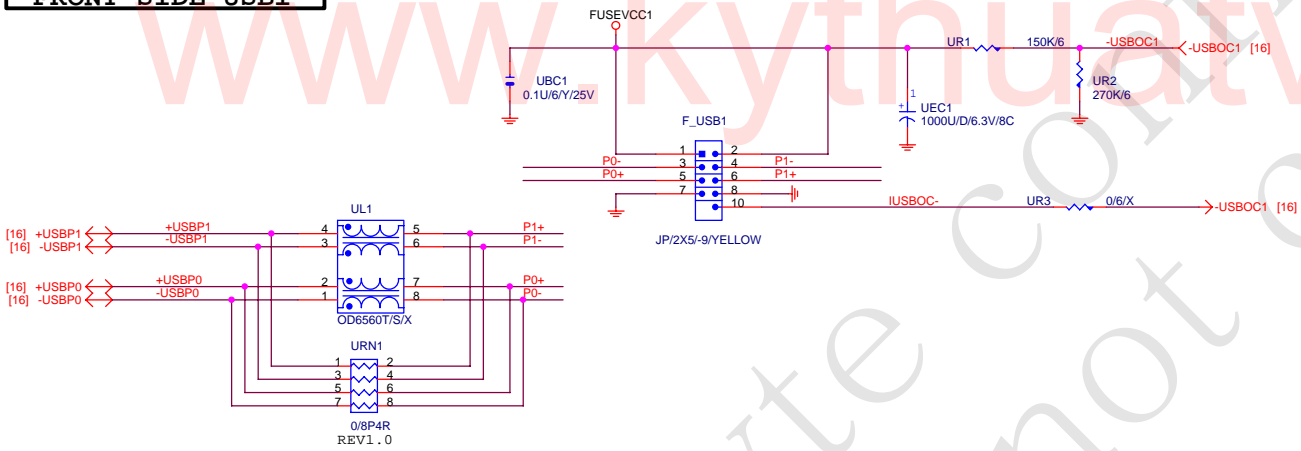 FRONT SIDE USB1
www.kythuatv
FUSEVCC1
UBC1
0.1U/6/Y/25V
UR1
150K/6
-USBOC1
-USBOC1 [16]
UR2
270K/6
1
+
UEC1
1000U/D/6.3V/8C
F_USB1
1
2
P0-
3
4
P1-
P0+
5
6
P1+
7
8
10
IUSBOC-
UR3
0/6/X
-USBOC1 [16]
JP/2X5/-9/YELLOW
UL1
[16] +USBP1
+USBP1
4
5
P1+
[16] -USBP1
-USBP1
3
6
P1-
[16] +USBP0
+USBP0
2
7
P0+
[16] -USBP0
-USBP0
1
8
P0-
OD6560T/S/X
URN1
1
2
3
4
5
6
7
8
0/8P4R
REV1.0